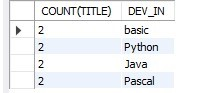 COUNT(TITLE) DEV_IN
2 basic
2 Python
2 Java
2 Pascal